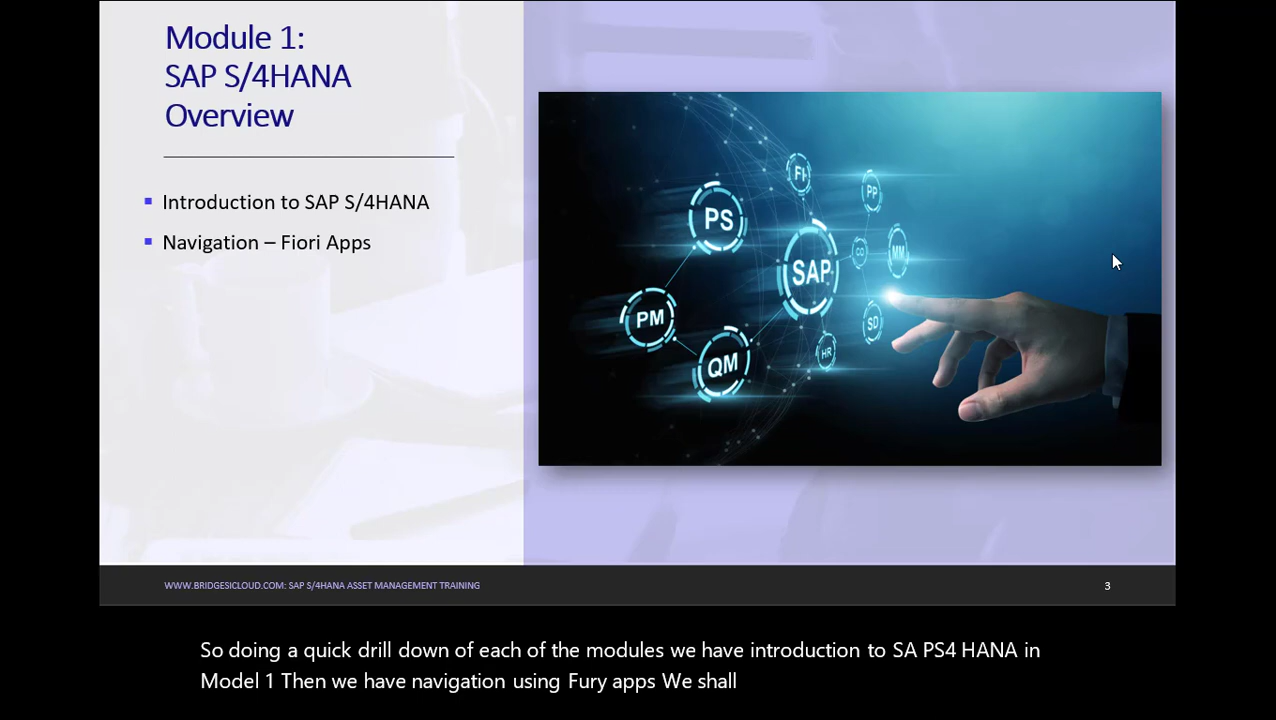 Module 1:
SAP S/4HANA
Overview
Introduction to SAP S/4HANA
Navigation – Fiori Apps
FI
PP
PS
CO
MM
SAP
PM
SD
QM
HR
WWW.BRIDGESICLOUD.COM: SAP S/4HANA ASSET MANAGEMENT TRAINING
3
So doing a quick drill down of each of the modules we have introduction to SA PS4 HANA in
Model 1 Then we have navigation using Fury apps We shall